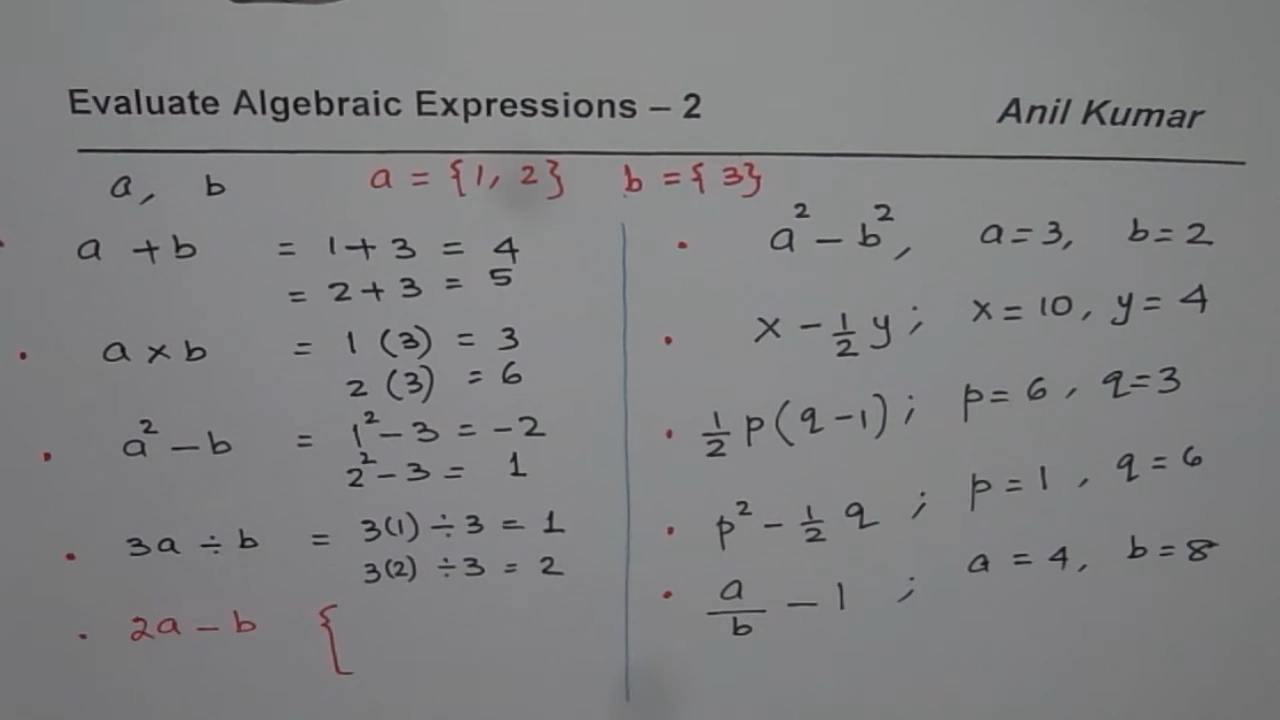 Evaluate Algebraic Expressions – 2 Anil Kumar
a, b a = {1, 2} b = {3}
a + b = 1 + 3 = 4
= 2 + 3 = 5
• a × b = 1 (3) = 3
2 (3) = 6
• a² – b = 1² – 3 = –2
2² – 3 = 1
• 3a ÷ b = 3(1) ÷ 3 = 1
3(2) ÷ 3 = 2
• 2a – b {
• a² – b², a = 3, b = 2
• x – ½ y ; x = 10, y = 4
• ½ p (q – 1) ; p = 6, q = 3
• p² – ½ q ; p = 1, q = 6
• a/b – 1 ; a = 4, b = 8